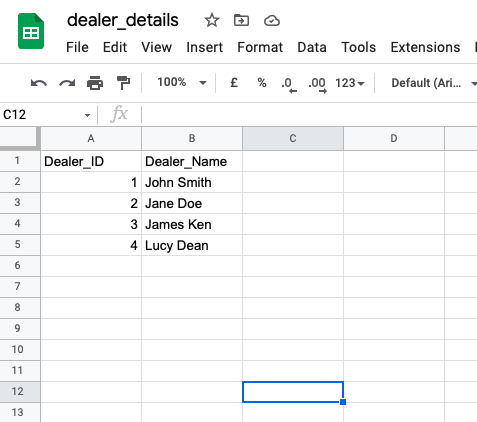 dealer_details
File Edit View Insert Format Data Tools Extensions
100% £ % .0 .00 123 Default (Ari...
C12 fx
A B C D
1 Dealer_ID Dealer_Name
2 1 John Smith
3 2 Jane Doe
4 3 James Ken
5 4 Lucy Dean
6
7
8
9
10
11
12
13